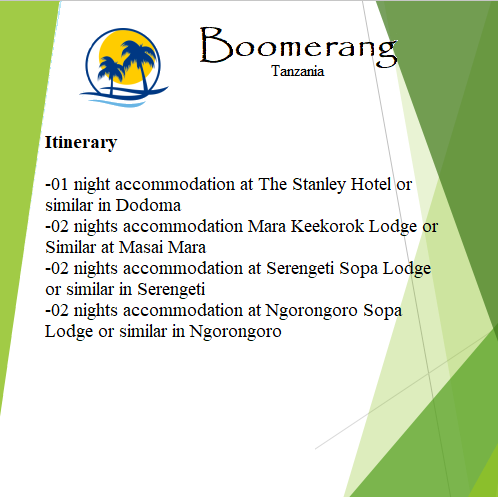 Boomerang
Tanzania
Itinerary
-01 night accommodation at The Stanley Hotel or
similar in Dodoma
-02 nights accommodation Mara Keekorok Lodge or
Similar at Masai Mara
-02 nights accommodation at Serengeti Sopa Lodge
or similar in Serengeti
-02 nights accommodation at Ngorongoro Sopa
Lodge or similar in Ngorongoro